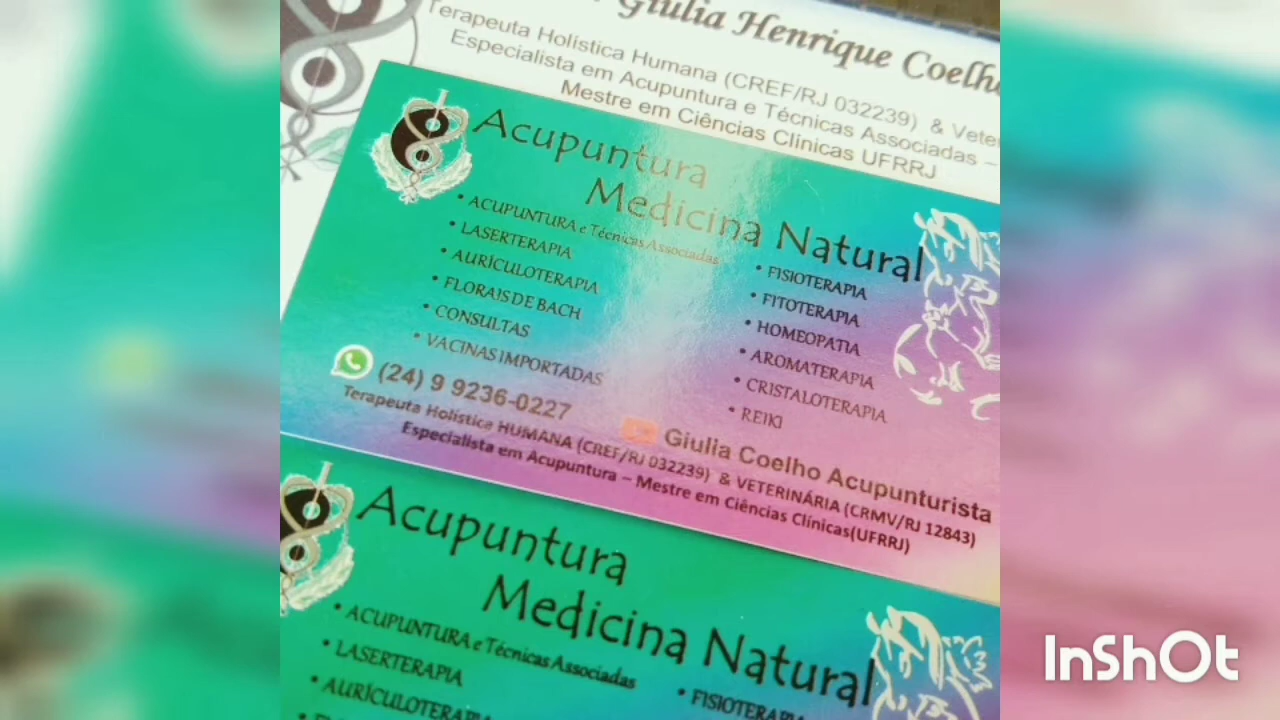 Giulia Henrique Coelho
Terapeuta Holística Humana (CREF/RJ 032239) &
Especialista em Acupuntura e Técnicas Associadas –
Mestre em Ciências Clínicas UFRRJ
Acupuntura
Medicina Natural
• ACUPUNTURA e Técnicas Associadas
• LASERTERAPIA
• AURÍCULOTERAPIA
• FLORAIS DE BACH
• CONSULTAS
• VACINAS IMPORTADAS
• FISIOTERAPIA
• FITOTERAPIA
• HOMEOPATIA
• AROMATERAPIA
• CRISTALOTERAPIA
• REIKI
(24) 9 9236-0227
Giulia Coelho Acupunturista
Terapeuta Holística HUMANA (CREF/RJ 032239) & VETERINÁRIA (CRMV/RJ 12843)
Especialista em Acupuntura – Mestre em Ciências Clínicas(UFRRJ)
Acupuntura
Medicina Natural
• ACUPUNTURA e Técnicas Associadas
• LASERTERAPIA
• AURÍCULOTERAPIA
• FISIOTERAPIA
InShOt